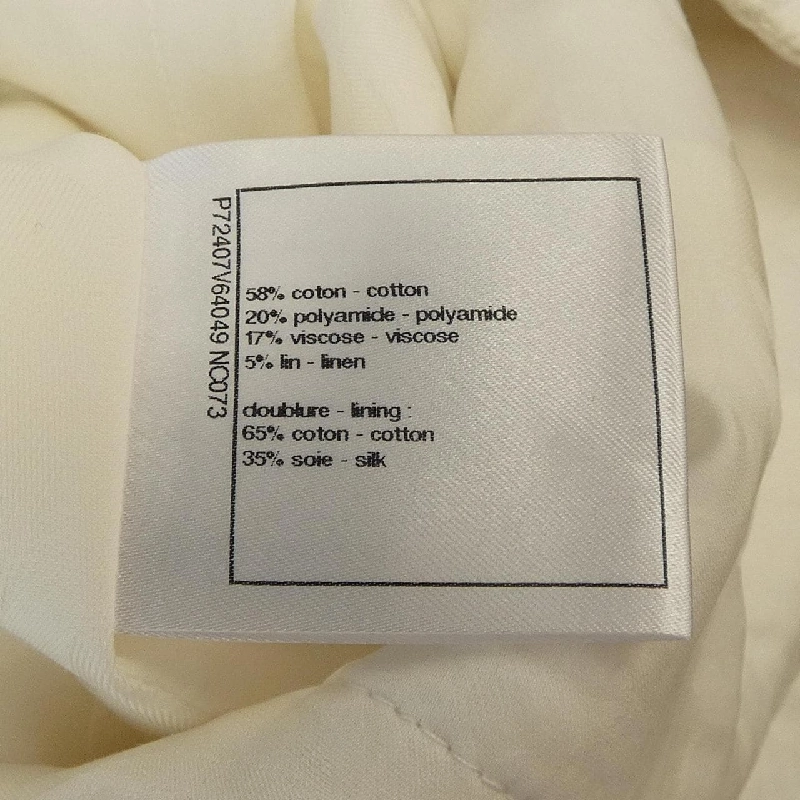 P72407V64049 NC073
58% coton - cotton
20% polyamide - polyamide
17% viscose - viscose
5% lin - linen
doublure - lining :
65% coton - cotton
35% soie - silk